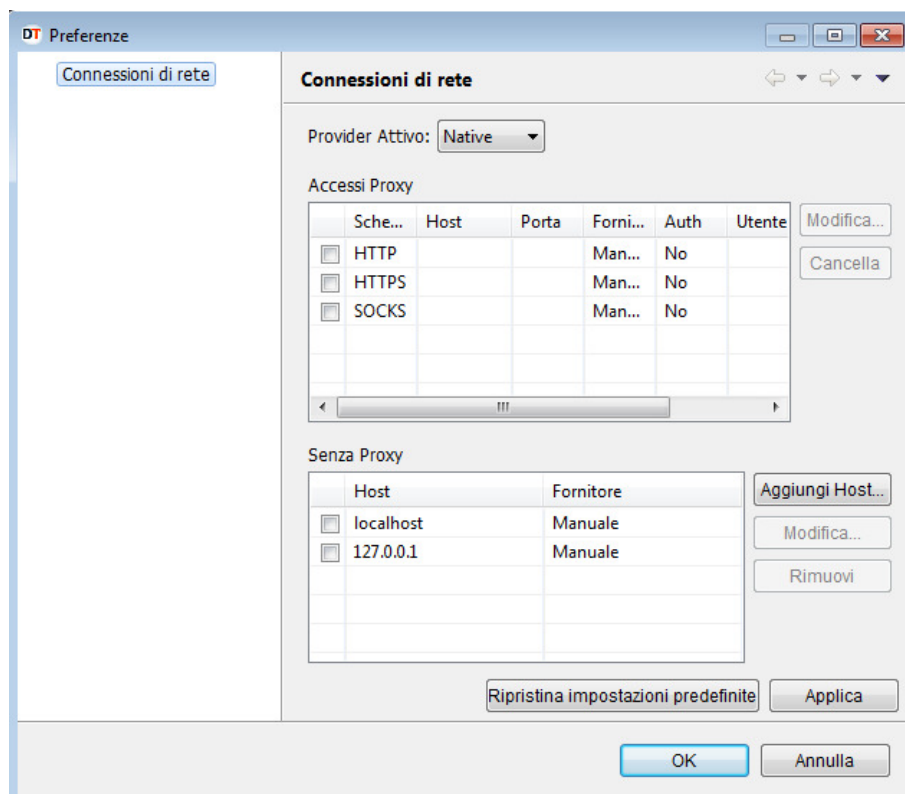 DT Preferenze
Connessioni di rete
Connessioni di rete
Provider Attivo: Native
Accessi Proxy
Sche... Host Porta Forni... Auth Utente
HTTP Man... No
HTTPS Man... No
SOCKS Man... No
Modifica...
Cancella
Senza Proxy
Host Fornitore
localhost Manuale
127.0.0.1 Manuale
Aggiungi Host...
Modifica...
Rimuovi
Ripristina impostazioni predefinite Applica
OK Annulla